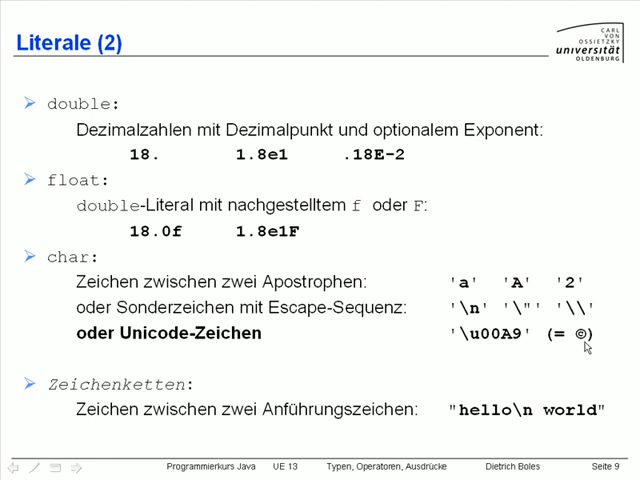 Literale (2)
CARL
VON
OSSIETZKY
universität
OLDENBURG
double:
Dezimalzahlen mit Dezimalpunkt und optionalem Exponent:
18. 1.8e1 .18E-2
float:
double-Literal mit nachgestelltem f oder F:
18.0f 1.8e1F
char:
Zeichen zwischen zwei Apostrophen: 'a' 'A' '2'
oder Sonderzeichen mit Escape-Sequenz: '\n' '\"' '\\'
oder Unicode-Zeichen '\u00A9' (= ©)
Zeichenketten:
Zeichen zwischen zwei Anführungszeichen: "hello\n world"
Programmierkurs Java UE 13 Typen, Operatoren, Ausdrücke Dietrich Boles Seite 9